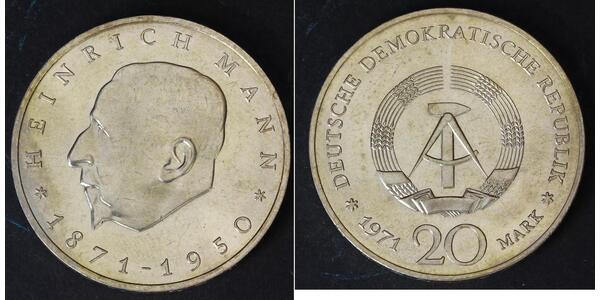 * HEINRICH MANN *
1871-1950
DEUTSCHE DEMOKRATISCHE REPUBLIK
* 1971 20 MARK *